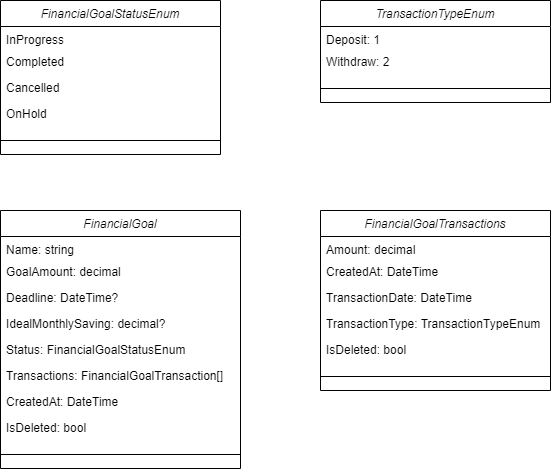 FinancialGoalStatusEnum
InProgress
Completed
Cancelled
OnHold
TransactionTypeEnum
Deposit: 1
Withdraw: 2
FinancialGoal
Name: string
GoalAmount: decimal
Deadline: DateTime?
IdealMonthlySaving: decimal?
Status: FinancialGoalStatusEnum
Transactions: FinancialGoalTransaction[]
CreatedAt: DateTime
IsDeleted: bool
FinancialGoalTransactions
Amount: decimal
CreatedAt: DateTime
TransactionDate: DateTime
TransactionType: TransactionTypeEnum
IsDeleted: bool